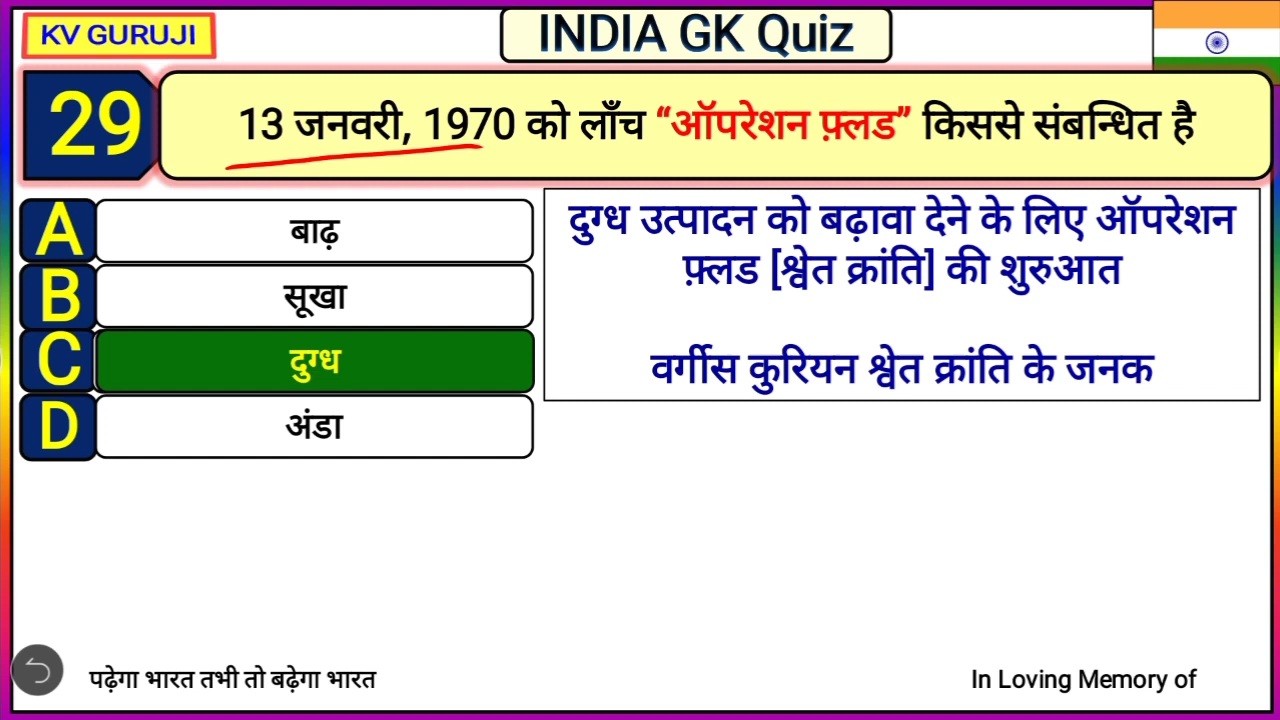 KV GURUJI
INDIA GK Quiz
29
13 जनवरी, 1970 को लाँच “ऑपरेशन फ़्लड” किससे संबन्धित है
A
बाढ़
B
सूखा
C
दुग्ध
D
अंडा
दुग्ध उत्पादन को बढ़ावा देने के लिए ऑपरेशन
फ़्लड [श्वेत क्रांति] की शुरुआत
वर्गीस कुरियन श्वेत क्रांति के जनक
पढ़ेगा भारत तभी तो बढ़ेगा भारत
In Loving Memory of